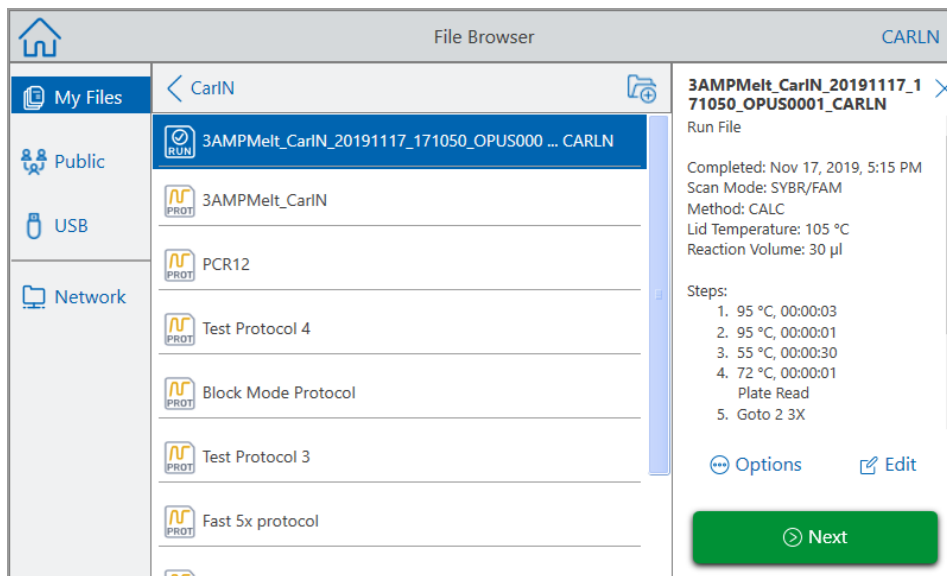 File Browser
CARLN
My Files
Public
USB
Network
CarIN
RUN
3AMPMelt_CarIN_20191117_171050_OPUS000 ... CARLN
PROT
3AMPMelt_CarIN
PROT
PCR12
PROT
Test Protocol 4
PROT
Block Mode Protocol
PROT
Test Protocol 3
PROT
Fast 5x protocol
3AMPMelt_CarIN_20191117_1
71050_OPUS0001_CARLN
Run File
Completed: Nov 17, 2019, 5:15 PM
Scan Mode: SYBR/FAM
Method: CALC
Lid Temperature: 105 °C
Reaction Volume: 30 µl
Steps:
1. 95 °C, 00:00:03
2. 95 °C, 00:00:01
3. 55 °C, 00:00:30
4. 72 °C, 00:00:01
Plate Read
5. Goto 2 3X
Options
Edit
Next